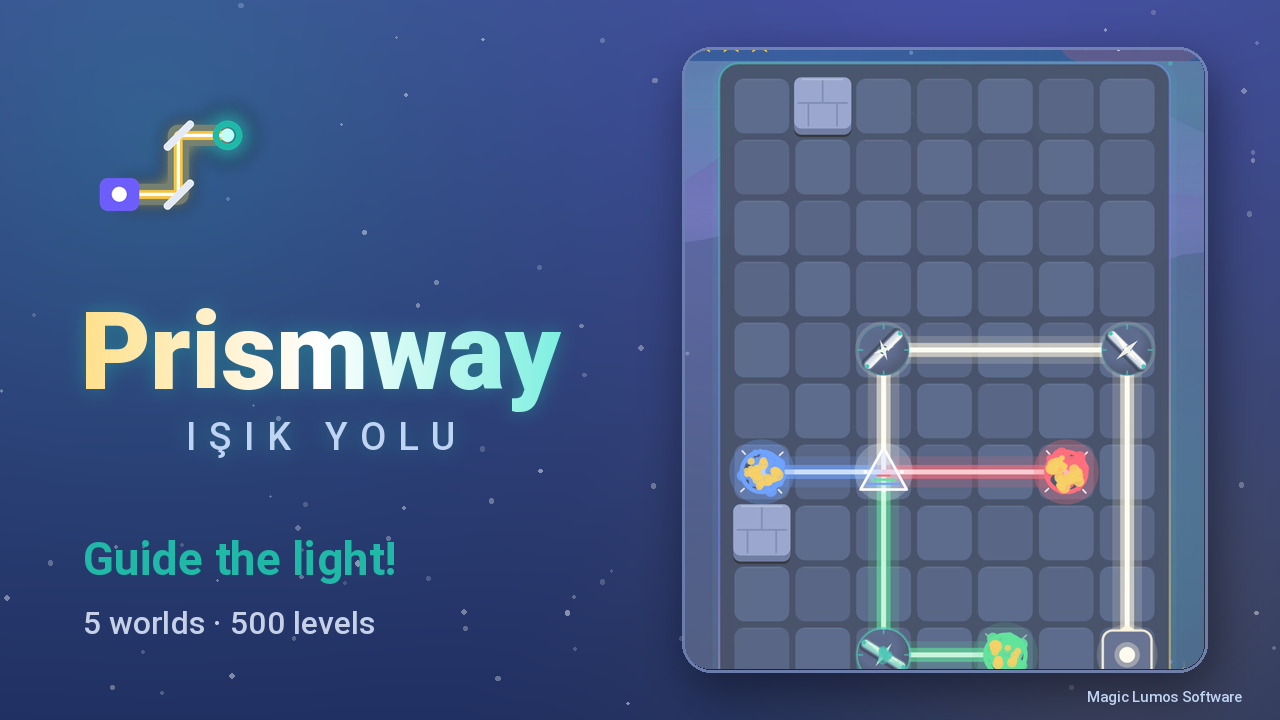 Prismway
IŞIK YOLU
Guide the light!
5 worlds · 500 levels
Magic Lumos Software